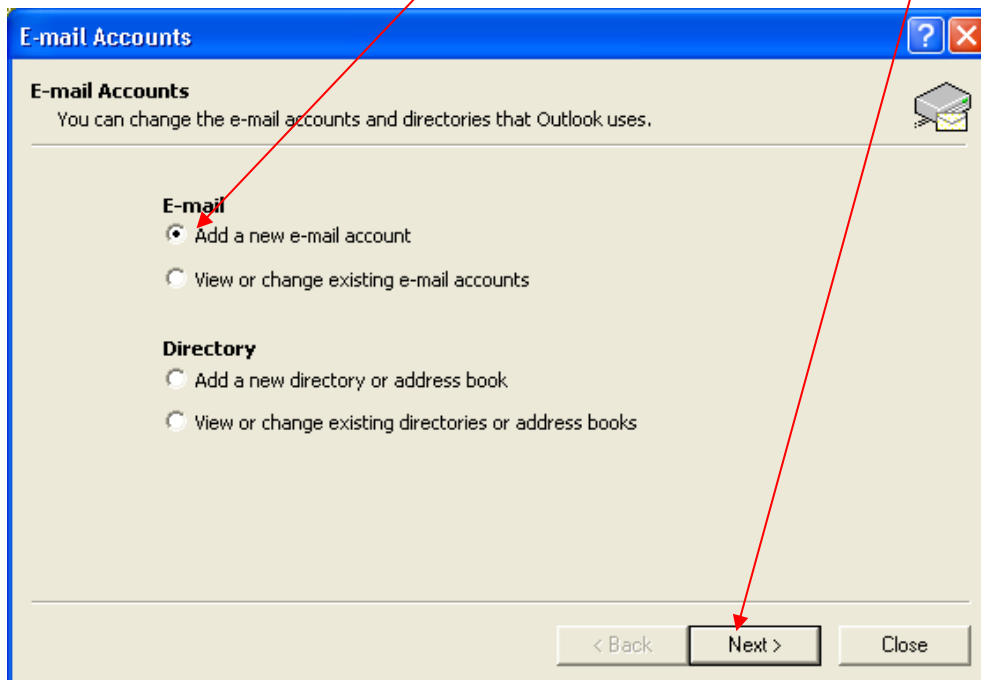 E-mail Accounts
E-mail Accounts
You can change the e-mail accounts and directories that Outlook uses.
E-mail
Add a new e-mail account
View or change existing e-mail accounts
Directory
Add a new directory or address book
View or change existing directories or address books
< Back Next > Close